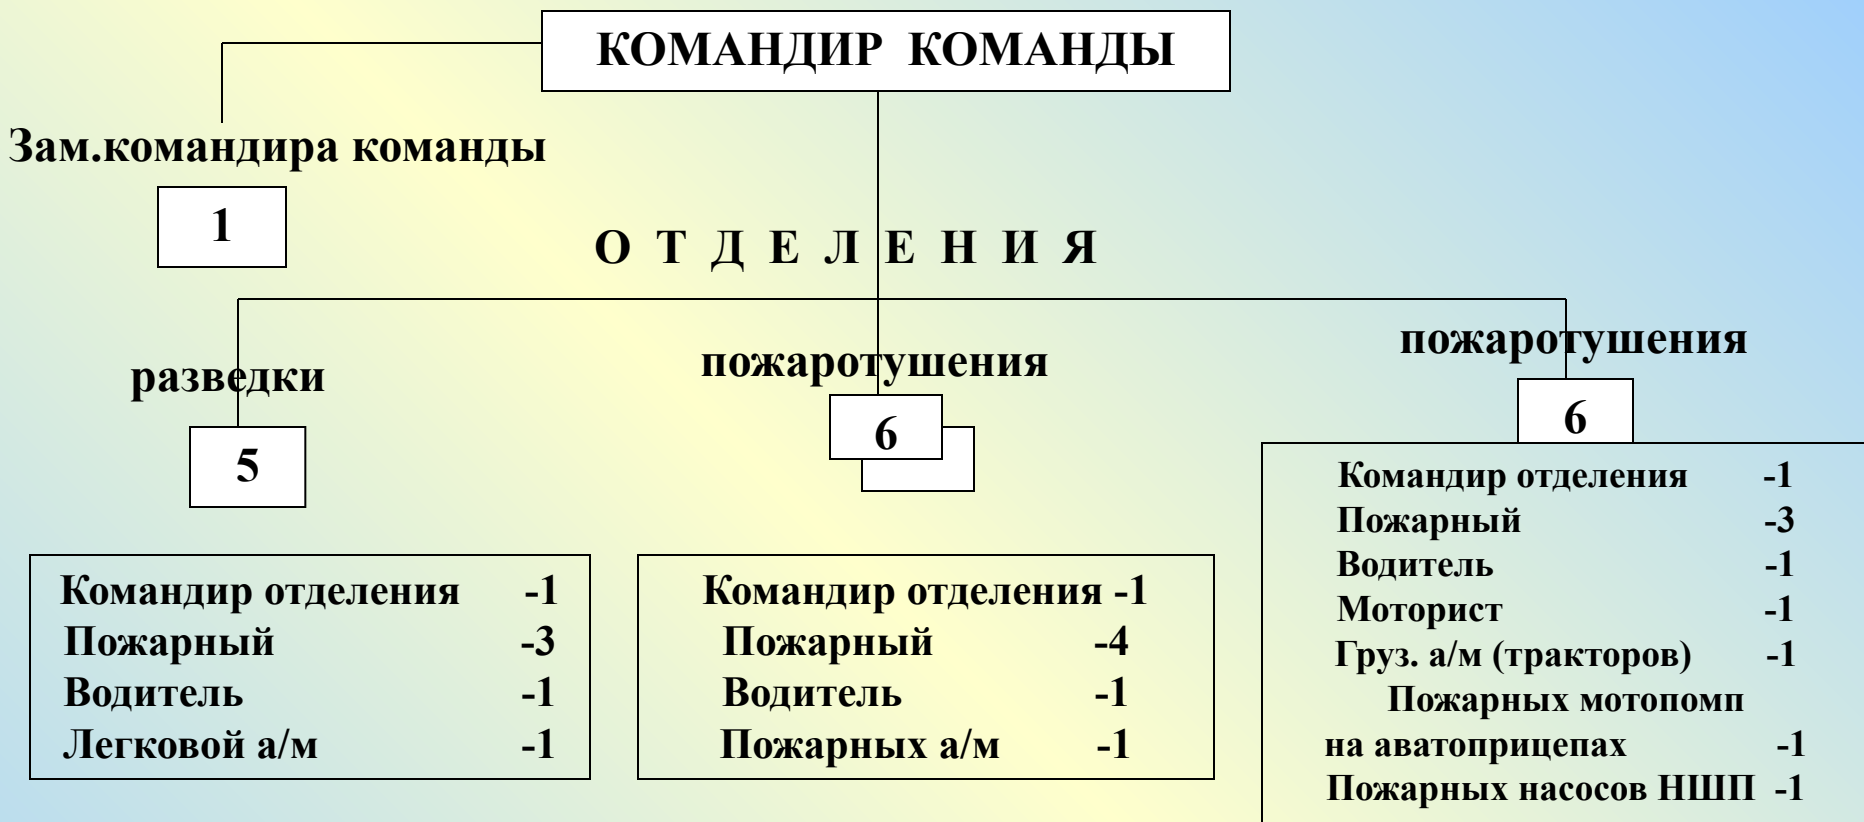 КОМАНДИР КОМАНДЫ
Зам.командира команды
1
О Т Д Е Л Е Н И Я
разведки
5
Командир отделения -1
Пожарный -3
Водитель -1
Легковой а/м -1
пожаротушения
6
Командир отделения -1
Пожарный -4
Водитель -1
Пожарных а/м -1
пожаротушения
6
Командир отделения -1
Пожарный -3
Водитель -1
Моторист -1
Груз. а/м (тракторов) -1
Пожарных мотопомп
на аватоприцепах -1
Пожарных насосов НШП -1